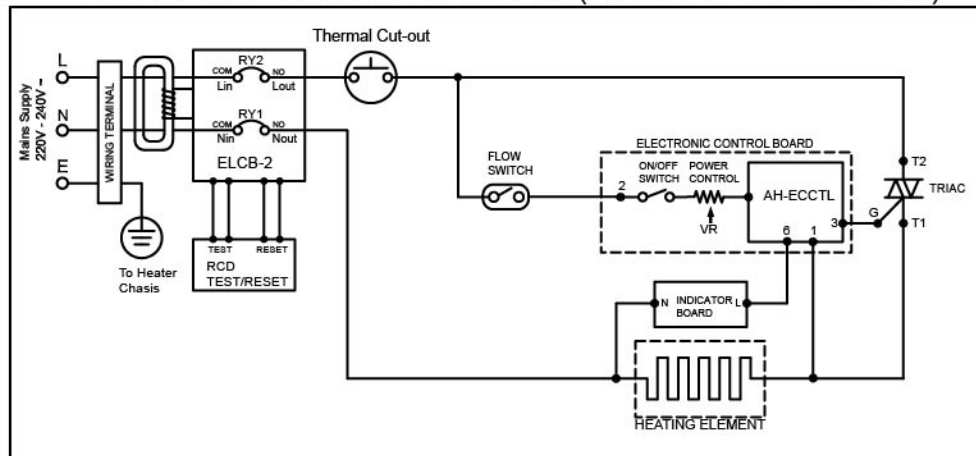 Thermal Cut-out
Mains Supply
220V - 240V ~
L
N
E
WIRING TERMINAL
COM
Lin
RY2
NO
Lout
COM
Nin
RY1
NO
Nout
ELCB-2
TEST
RESET
RCD
TEST/RESET
To Heater
Chasis
FLOW
SWITCH
ELECTRONIC CONTROL BOARD
2
ON/OFF
SWITCH
POWER
CONTROL
VR
AH-ECCTL
6
1
3
G
T2
TRIAC
T1
N
INDICATOR
BOARD
L
HEATING ELEMENT